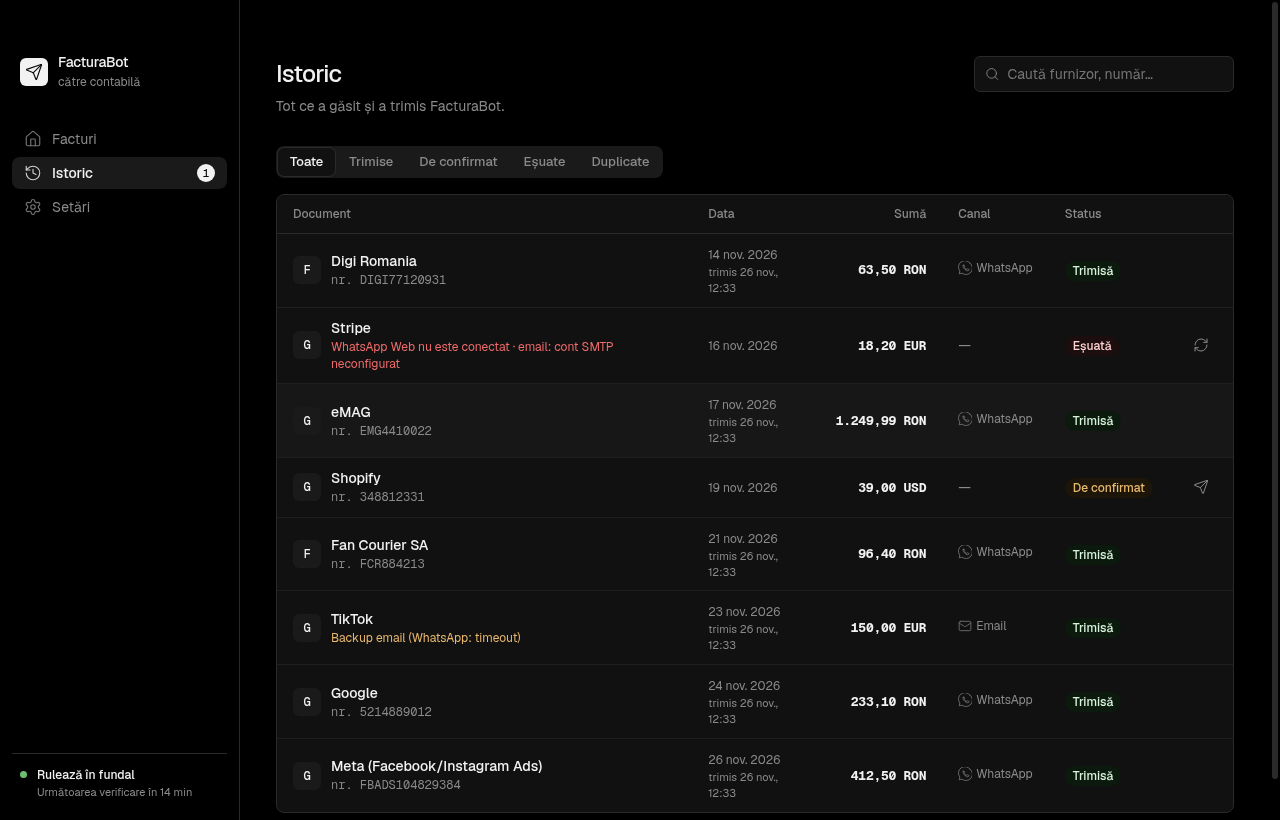 FacturaBot
către contabilă
Facturi
Istoric 1
Setări
Rulează în fundal
Următoarea verificare în 14 min
Istoric
Caută furnizor, număr...
Tot ce a găsit și a trimis FacturaBot.
Toate Trimise De confirmat Eșuate Duplicate
Document Data Sumă Canal Status
F Digi Romania
nr. DIGI77120931
14 nov. 2026
trimis 26 nov.,
12:33
63,50 RON
WhatsApp
Trimisă
G Stripe
WhatsApp Web nu este conectat · email: cont SMTP
neconfigurat
16 nov. 2026
18,20 EUR
—
Eșuată
G eMAG
nr. EMG4410022
17 nov. 2026
trimis 26 nov.,
12:33
1.249,99 RON
WhatsApp
Trimisă
G Shopify
nr. 348812331
19 nov. 2026
39,00 USD
—
De confirmat
F Fan Courier SA
nr. FCR884213
21 nov. 2026
trimis 26 nov.,
12:33
96,40 RON
WhatsApp
Trimisă
G TikTok
Backup email (WhatsApp: timeout)
23 nov. 2026
trimis 26 nov.,
12:33
150,00 EUR
Email
Trimisă
G Google
nr. 5214889012
24 nov. 2026
trimis 26 nov.,
12:33
233,10 RON
WhatsApp
Trimisă
G Meta (Facebook/Instagram Ads)
nr. FBADS104829384
26 nov. 2026
trimis 26 nov.,
12:33
412,50 RON
WhatsApp
Trimisă